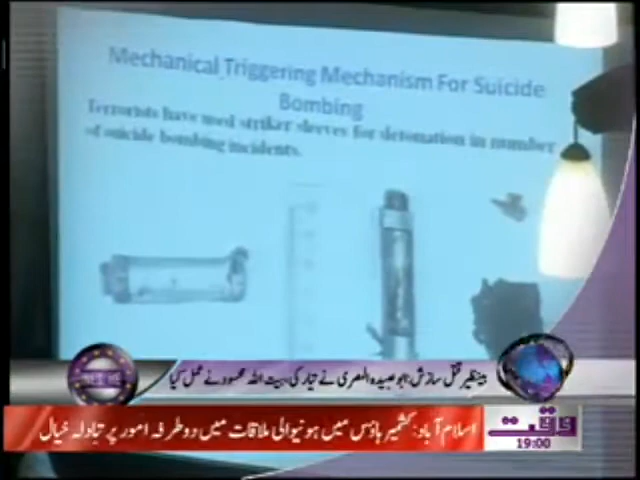 Mechanical Triggering Mechanism For Suicide
Bombing
Terrorists have used striker sleeves for detonation in number
of suicide bombing incidents.
بینظیر قتل سازش: ابوعبیدہ المصری نے تیار کی، بیت اللہ محسود نے عمل کیا
اسلام آباد: کشمیر ہاؤس میں ہونیوالی ملاقات میں دوطرفہ امور پر تبادلہ خیال
وقت
19:00